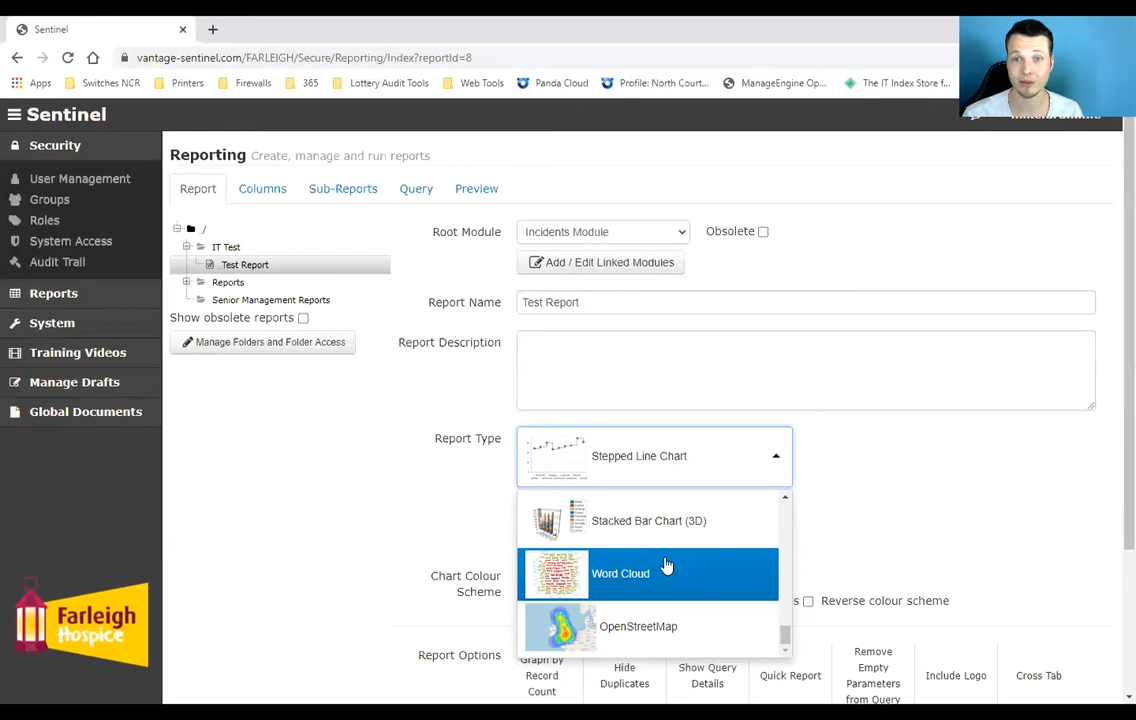 Sentinel
vantage-sentinel.com/FARLEIGH/Secure/Reporting/Index?reportId=8
Apps Switches NCR Printers Firewalls 365 Lottery Audit Tools Web Tools Panda Cloud Profile: North Court... ManageEngine Op... The IT Index Store f...
Sentinel
Security
User Management
Groups
Roles
System Access
Audit Trail
Reports
System
Training Videos
Manage Drafts
Global Documents
Farleigh
Hospice
Reporting Create, manage and run reports
Report Columns Sub-Reports Query Preview
_/
IT Test
Test Report
Reports
Senior Management Reports
Show obsolete reports
Manage Folders and Folder Access
Root Module Incidents Module Obsolete
Add / Edit Linked Modules
Report Name Test Report
Report Description
Report Type Stepped Line Chart
Stacked Bar Chart (3D)
Word Cloud
OpenStreetMap
Chart Colour
Scheme
Reverse colour scheme
Report Options
Graph by
Record
Count
Hide
Duplicates
Show Query
Details
Quick Report
Remove
Empty
Parameters
from Query
Include Logo
Cross Tab